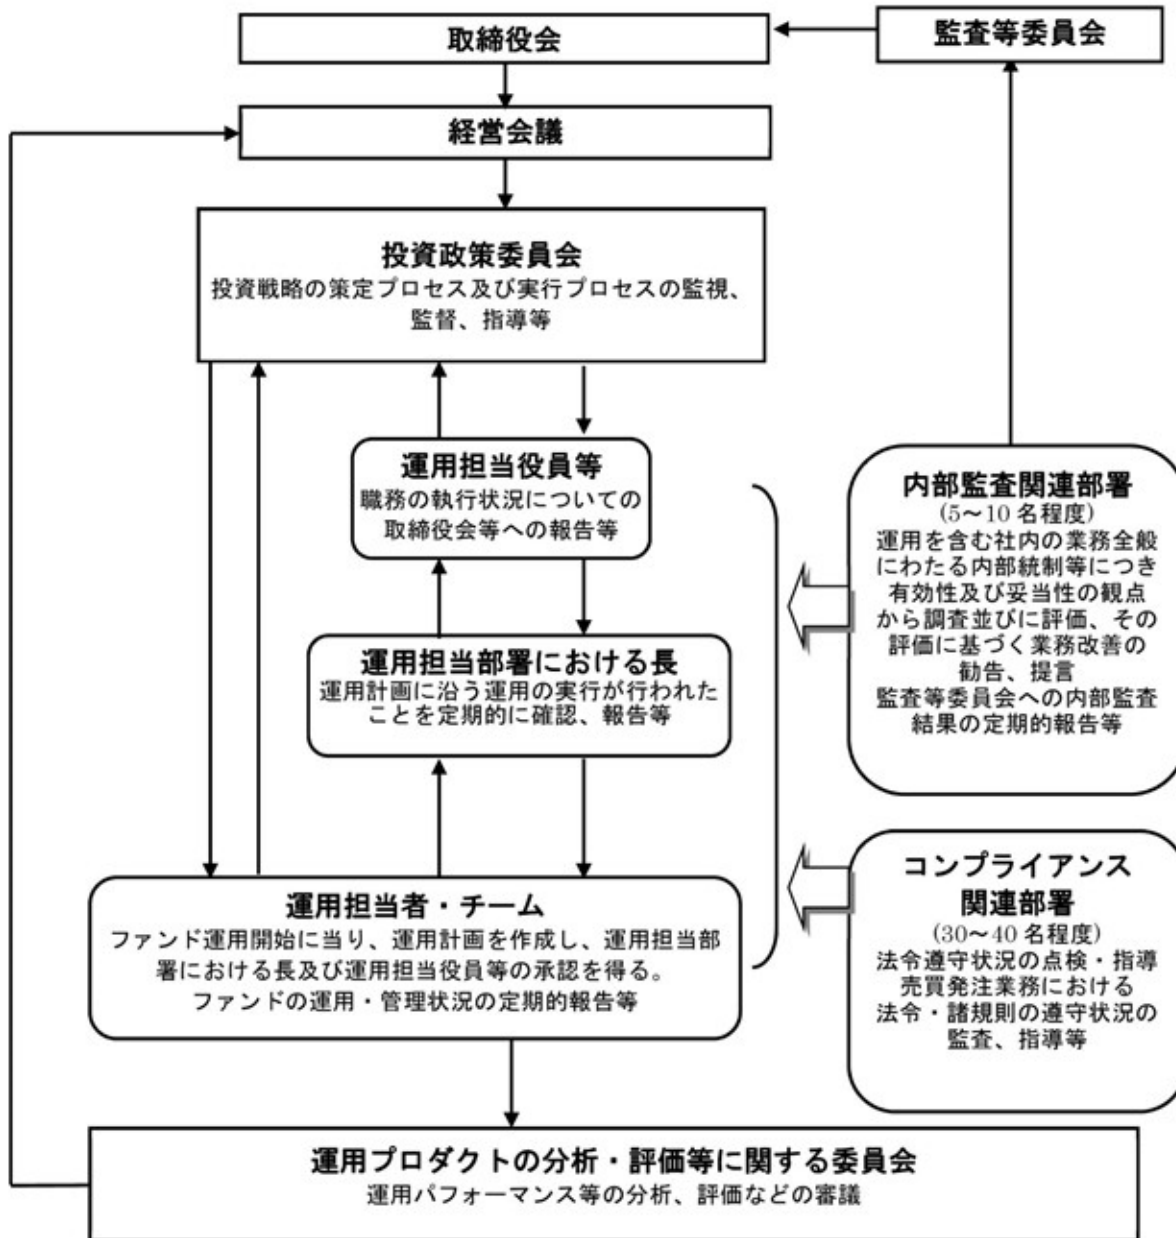 取締役会
監査等委員会
経営会議
投資政策委員会
投資戦略の策定プロセス及び実行プロセスの監視、
監督、指導等
運用担当役員等
職務の執行状況についての
取締役会等への報告等
運用担当部署における長
運用計画に沿う運用の実行が行われた
ことを定期的に確認、報告等
運用担当者・チーム
ファンド運用開始に当り、運用計画を作成し、運用担当部
署における長及び運用担当役員等の承認を得る。
ファンドの運用・管理状況の定期的報告等
内部監査関連部署
(5～10 名程度)
運用を含む社内の業務全般
にわたる内部統制等につき
有効性及び妥当性の観点
から調査並びに評価、その
評価に基づく業務改善の
勧告、提言
監査等委員会への内部監査
結果の定期的報告等
コンプライアンス
関連部署
(30～40 名程度)
法令遵守状況の点検・指導
売買発注業務における
法令・諸規則の遵守状況の
監査、指導等
運用プロダクトの分析・評価等に関する委員会
運用パフォーマンス等の分析、評価などの審議